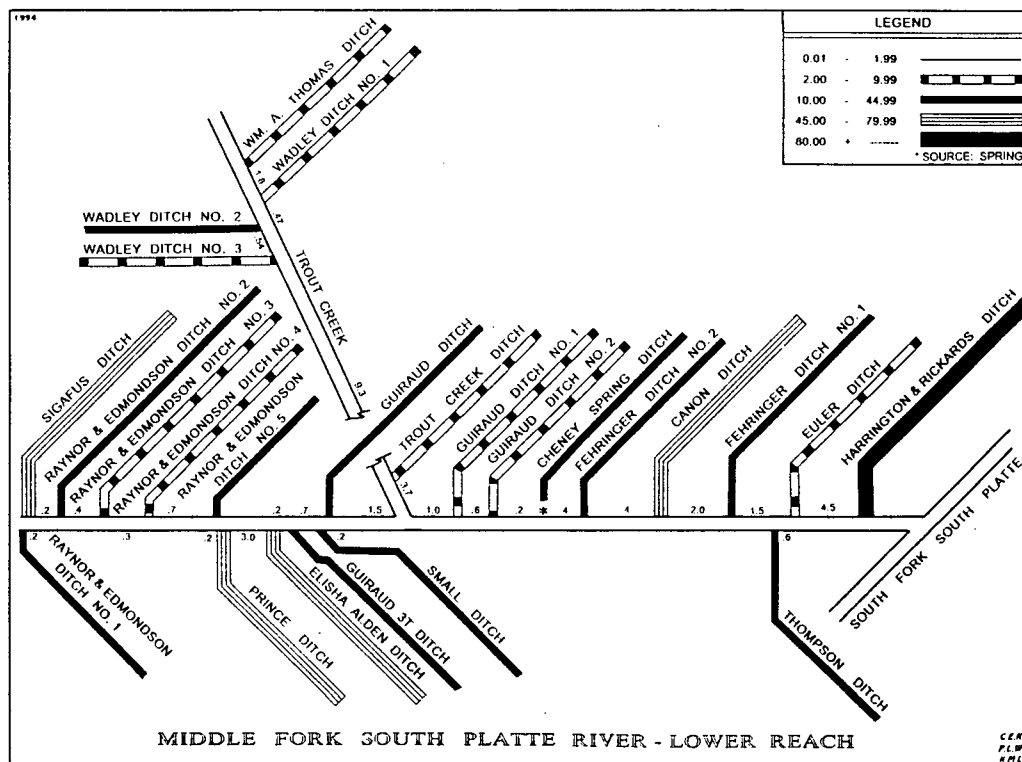 1994
LEGEND
0.01 - 1.99
2.00 - 9.99
10.00 - 44.99
45.00 - 79.99
80.00 + -----
* SOURCE: SPRING
WM. A. THOMAS DITCH
WADLEY DITCH NO. 1
1.8
.47
WADLEY DITCH NO. 2
.54
WADLEY DITCH NO. 3
TROUT CREEK
9.3
SIGAFUS DITCH
RAYNOR & EDMONDSON DITCH NO. 2
RAYNOR & EDMONDSON DITCH NO. 3
RAYNOR & EDMONDSON DITCH NO. 4
RAYNOR & EDMONDSON
DITCH NO. 5
GUIRAUD DITCH
TROUT CREEK DITCH
3.7
GUIRAUD DITCH NO. 1
GUIRAUD DITCH NO. 2
CHENEY SPRING DITCH
FEHRINGER DITCH NO. 2
CANON DITCH
FEHRINGER DITCH NO. 1
EULER DITCH
HARRINGTON & RICKARDS DITCH
SOUTH FORK SOUTH PLATTE
.2 .4 .7 .2 .7 1.5 1.0 .6 .2 * 4 4 2.0 1.5 4.5
.2 .3 .2 3.0 .2 .6
RAYNOR & EDMONDSON
DITCH NO. 1
PRINCE DITCH
ELISHA ALDEN DITCH
GUIRAUD 3T DITCH
SMALL DITCH
THOMPSON DITCH
MIDDLE FORK SOUTH PLATTE RIVER - LOWER REACH
C.E.K.